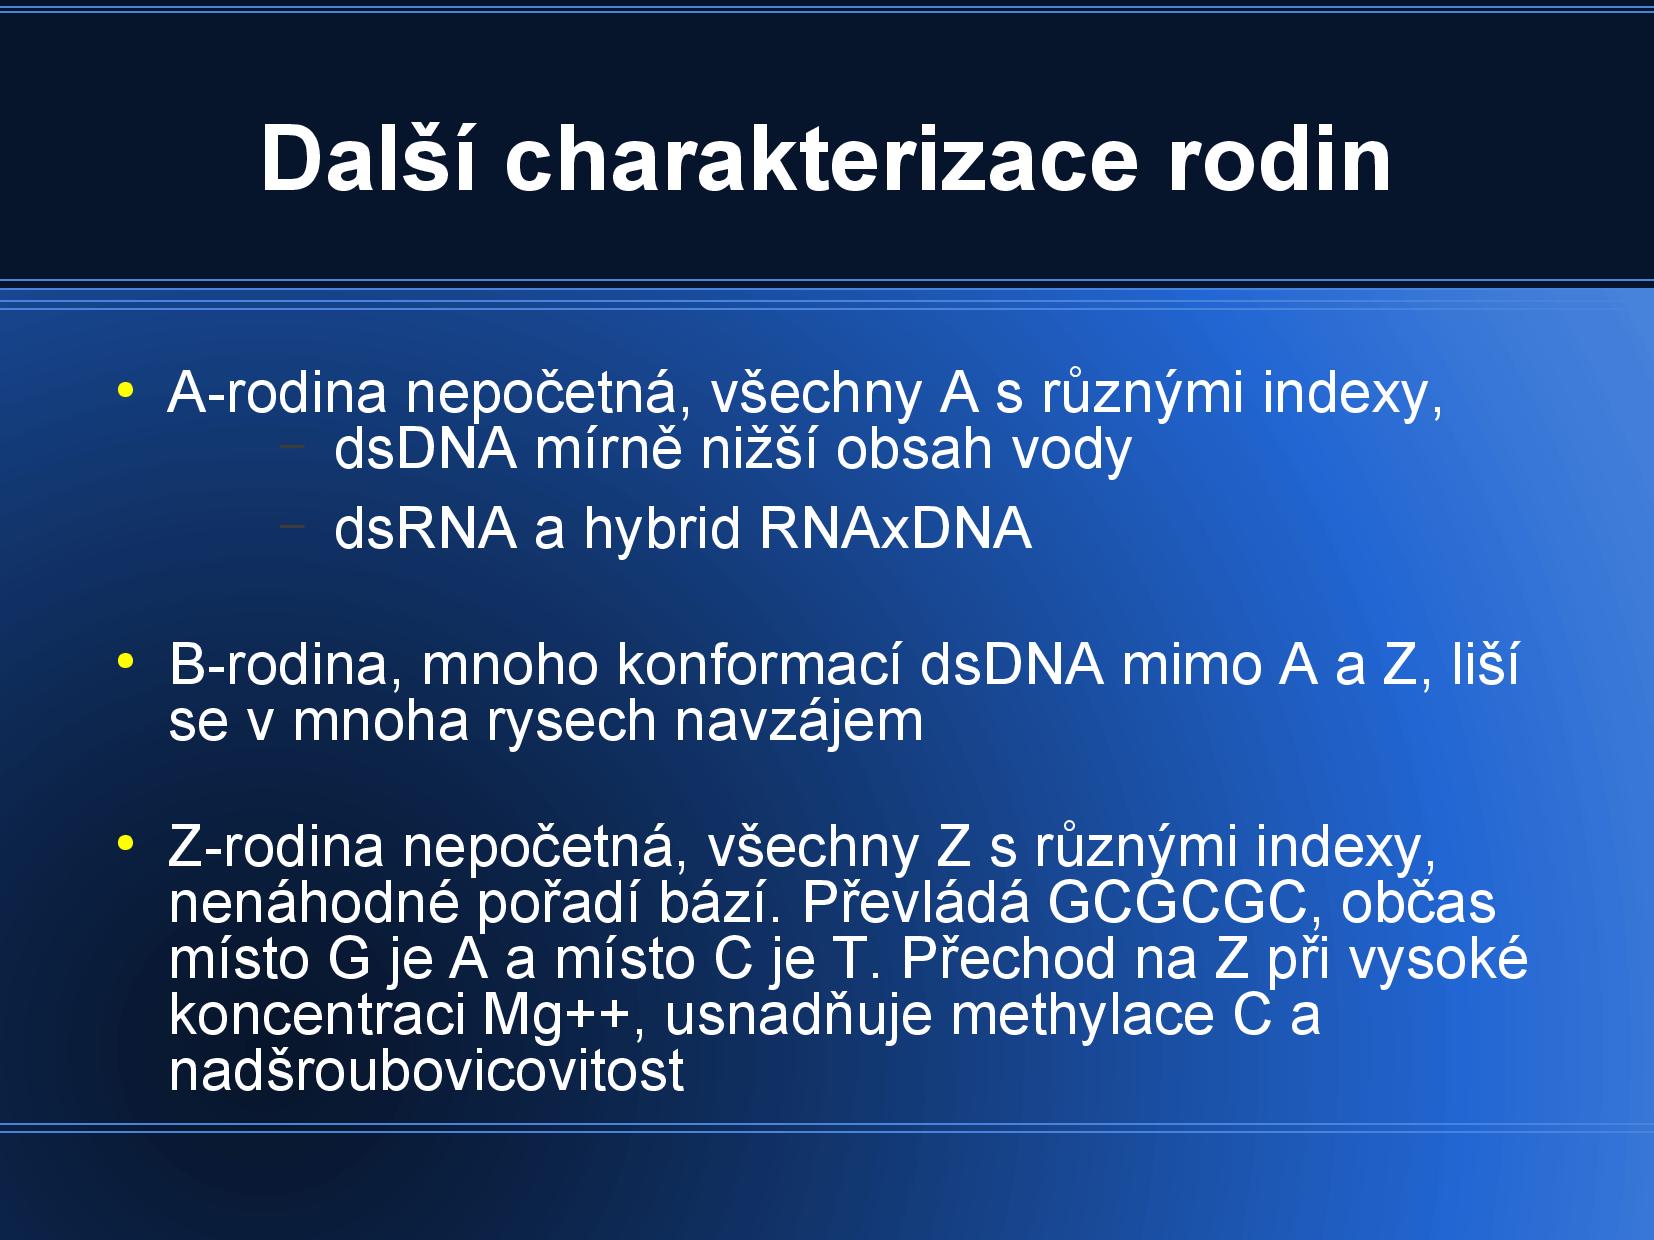 Další charakterizace rodin
• A-rodina nepočetná, všechny A s různými indexy,
– dsDNA mírně nižší obsah vody
– dsRNA a hybrid RNAxDNA
• B-rodina, mnoho konformací dsDNA mimo A a Z, liší
se v mnoha rysech navzájem
• Z-rodina nepočetná, všechny Z s různými indexy,
nenáhodné pořadí bází. Převládá GCGCGC, občas
místo G je A a místo C je T. Přechod na Z při vysoké
koncentraci Mg++, usnadňuje methylace C a
nadšroubovicovitost